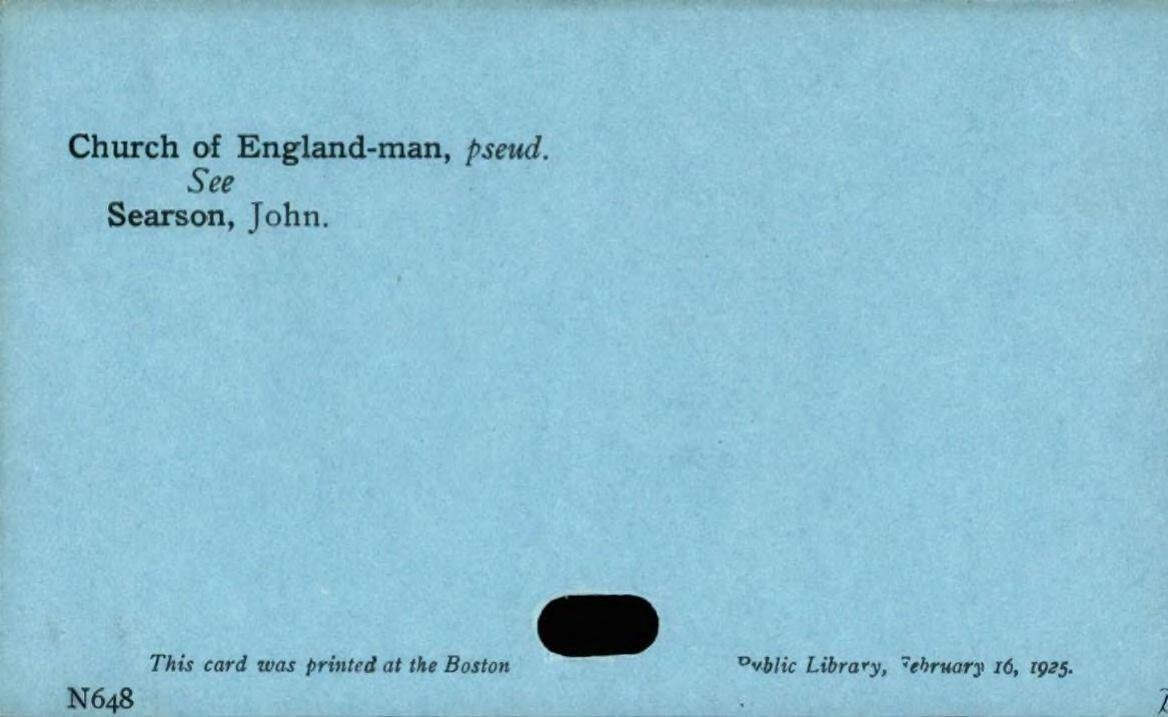 Church of England-man, pseud.
See
Searson, John.
This card was printed at the Boston Public Library, February 16, 1925.
N648